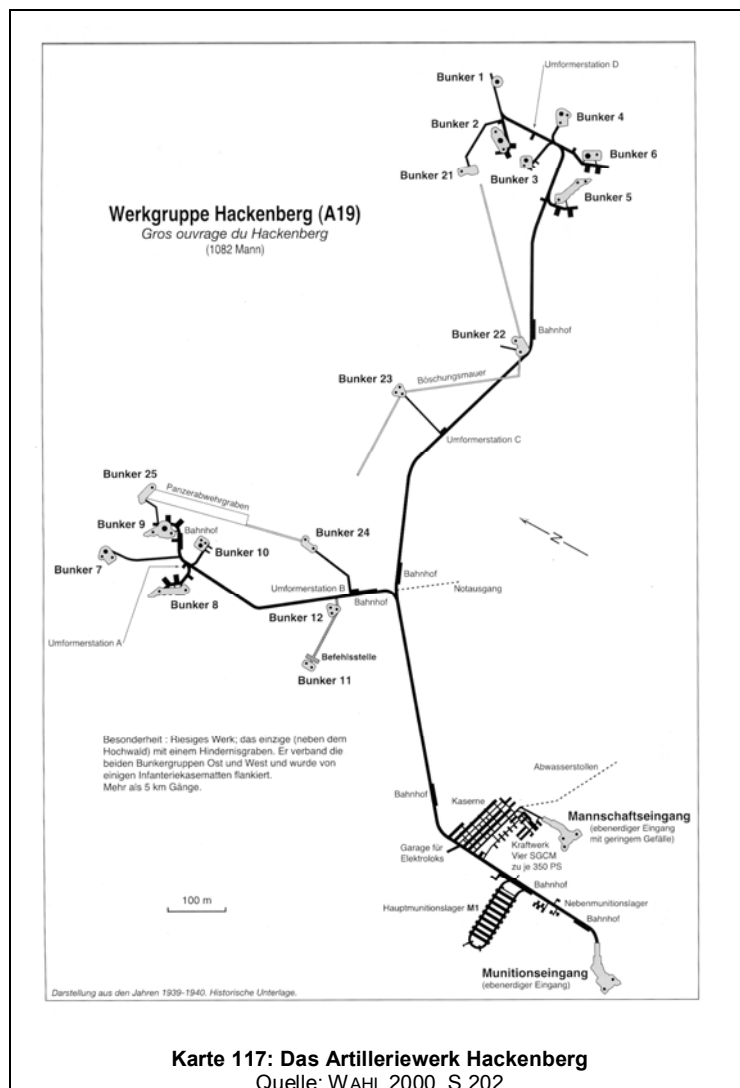 Bunker 1
Umformerstation D
Bunker 2
Bunker 4
Bunker 6
Bunker 3
Bunker 21
Bunker 5
Werkgruppe Hackenberg (A19)
Gros ouvrage du Hackenberg
(1082 Mann)
Bunker 22
Bahnhof
Bunker 23
Böschungsmauer
Umformerstation C
Bunker 25
Panzerabwehrgraben
Bunker 9
Bahnhof
Bunker 24
Bunker 10
N
Bunker 7
Bahnhof
Bunker 8
Umformerstation B
Bahnhof
Notausgang
Bunker 12
Umformerstation A
Befehlsstelle
Bunker 11
Besonderheit : Riesiges Werk; das einzige (neben dem
Hochwald) mit einem Hindernisgraben. Er verband die
beiden Bunkergruppen Ost und West und wurde von
einigen Infanteriekasematten flankiert.
Mehr als 5 km Gänge.
Abwasserstollen
Bahnhof
Kaserne
Mannschaftseingang
(ebenerdiger Eingang
mit geringem Gefälle)
Garage für
Elektroloks
Kraftwerk
Vier SGCM
zu je 350 PS
Bahnhof
100 m
Hauptmunitionslager M1
Nebenmunitionslager
Bahnhof
Munitionseingang
(ebenerdiger Eingang)
Darstellung aus den Jahren 1939-1940. Historische Unterlage.
Karte 117: Das Artilleriewerk Hackenberg
Quelle: WAHL 2000, S.202